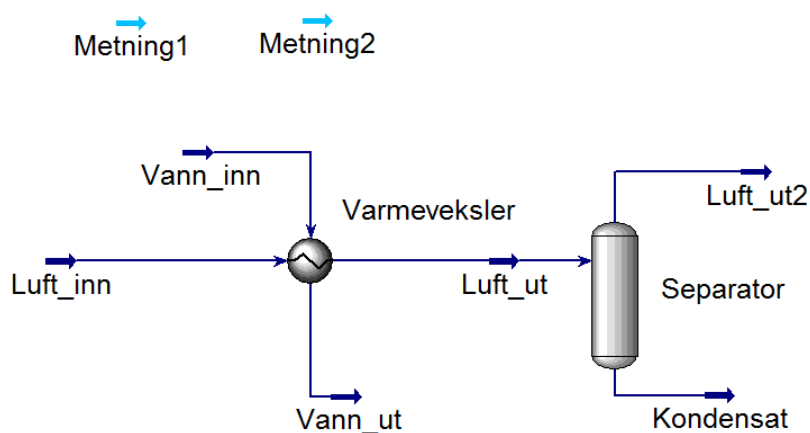 Metning1
Metning2
Vann_inn
Varmeveksler
Luft_ut2
Luft_inn
Luft_ut
Separator
Vann_ut
Kondensat